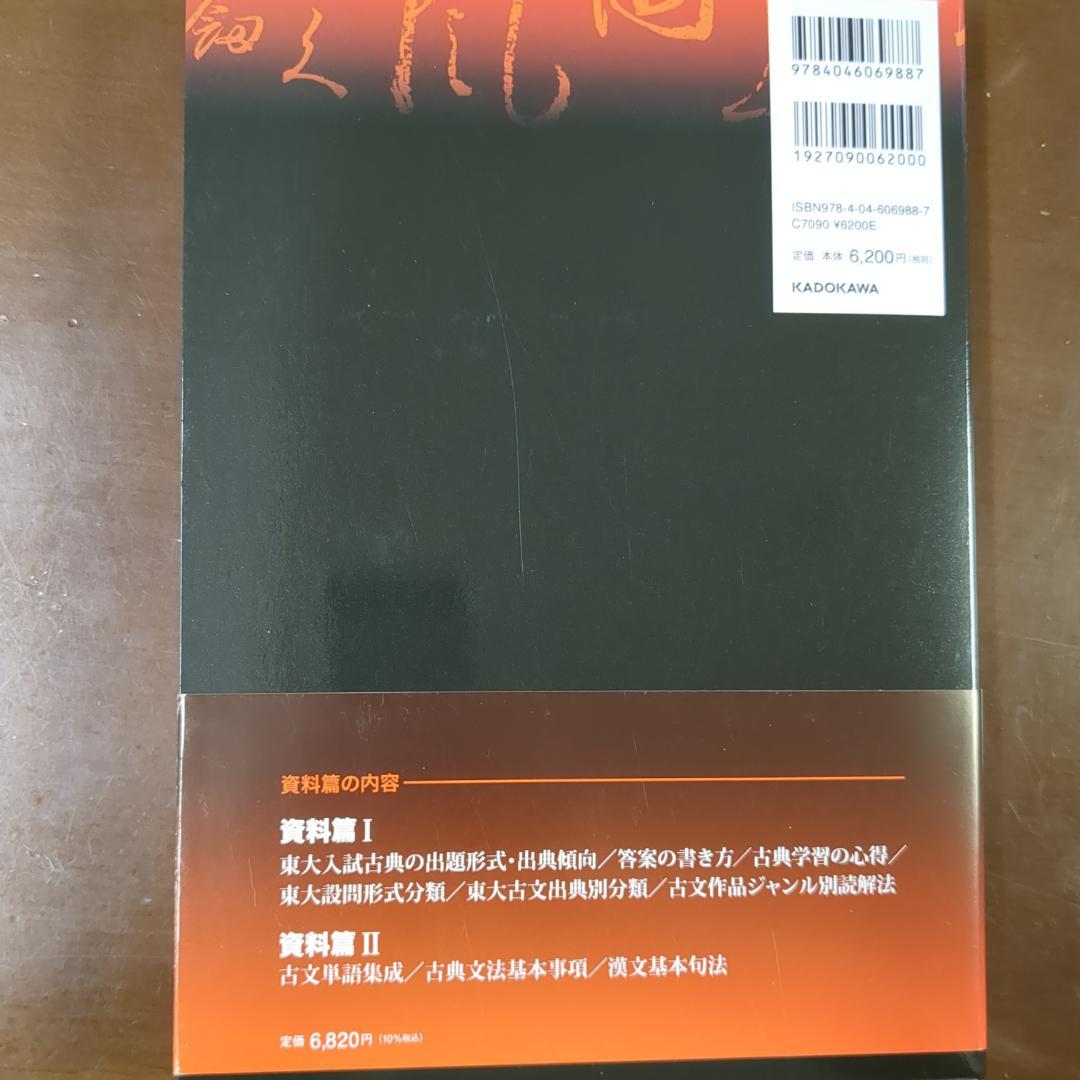 9784046069887
1927090062000
ISBN978-4-04-606988-7
C7090 ¥6200E
定価：本体 6,200円（税別）
KADOKAWA
資料篇の内容
資料篇 I
東大入試古典の出題形式・出典傾向／答案の書き方／古典学習の心得／
東大設問形式分類／東大古文出典別分類／古文作品ジャンル別読解法
資料篇 II
古文単語集成／古典文法基本事項／漢文基本句法
定価 6,820円（10%税込）